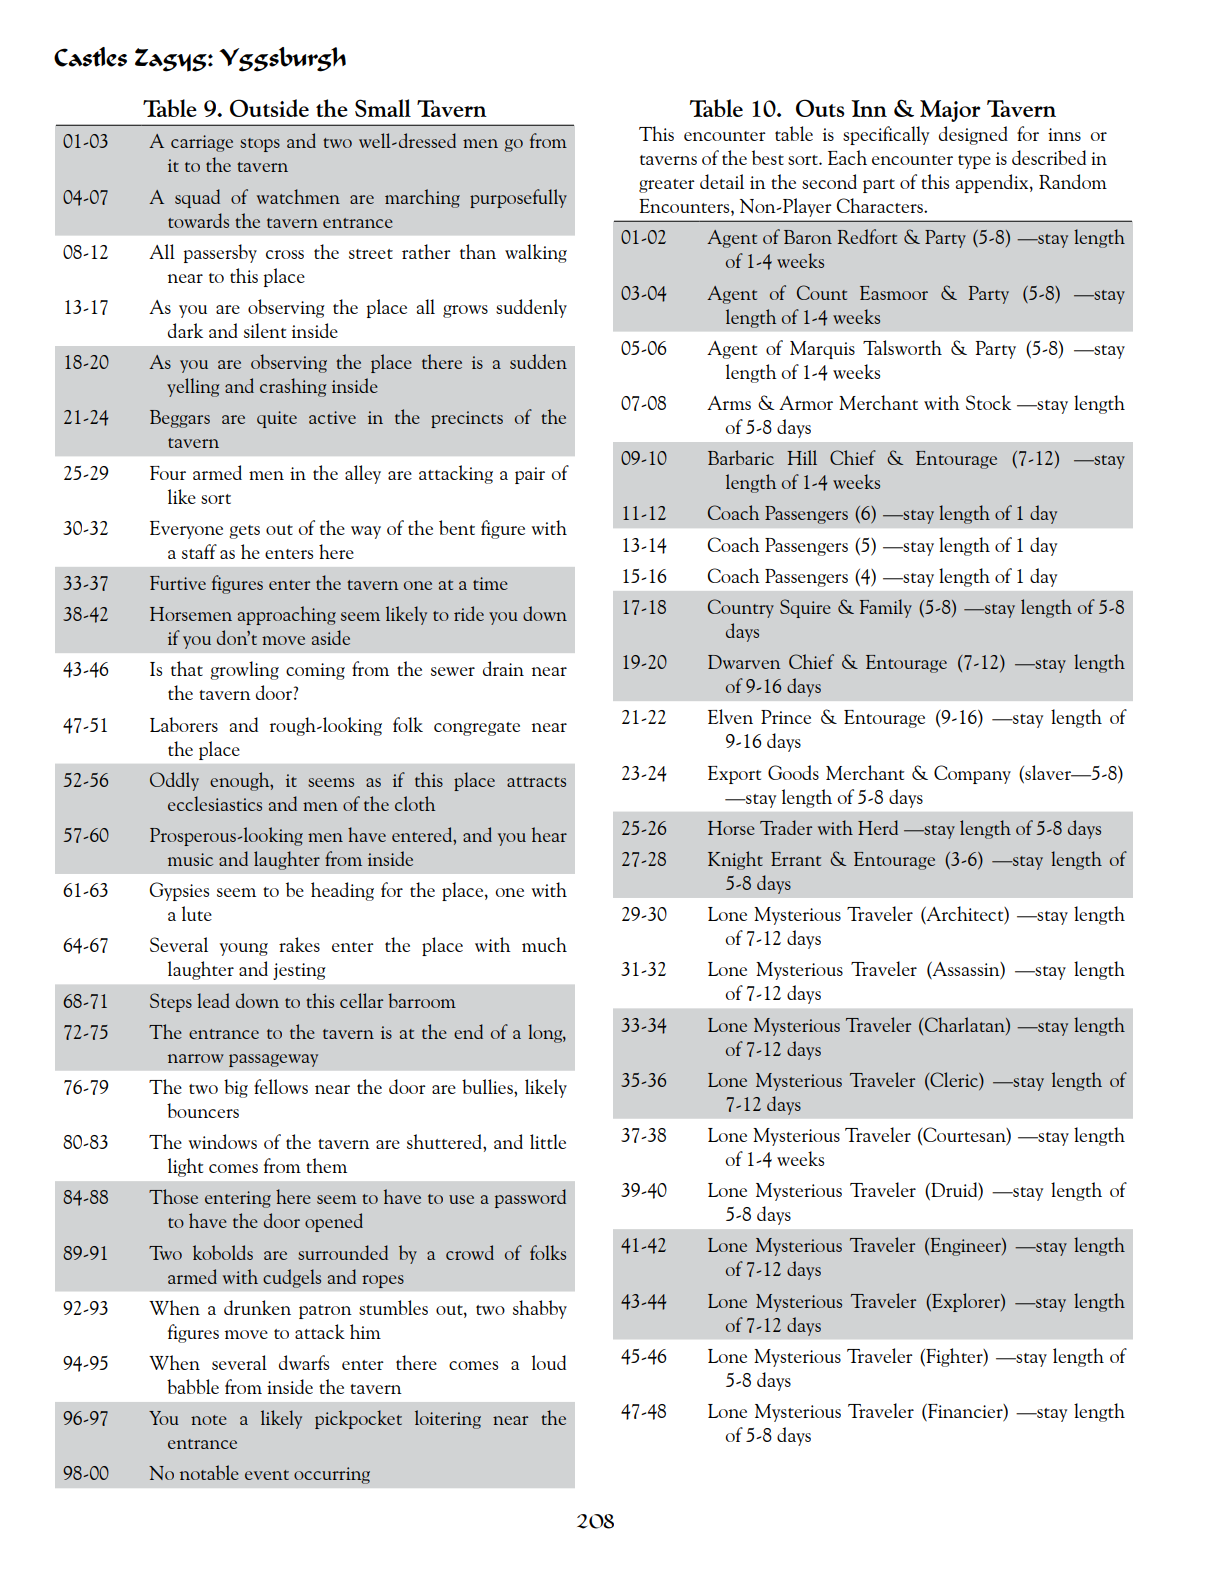 Castles Zagyg: Yggsburgh
Table 9. Outside the Small Tavern
01-03 A carriage stops and two well-dressed men go from
it to the tavern
04-07 A squad of watchmen are marching purposefully
towards the tavern entrance
08-12 All passersby cross the street rather than walking
near to this place
13-17 As you are observing the place all grows suddenly
dark and silent inside
18-20 As you are observing the place there is a sudden
yelling and crashing inside
21-24 Beggars are quite active in the precincts of the
tavern
25-29 Four armed men in the alley are attacking a pair of
like sort
30-32 Everyone gets out of the way of the bent figure with
a staff as he enters here
33-37 Furtive figures enter the tavern one at a time
38-42 Horsemen approaching seem likely to ride you down
if you don't move aside
43-46 Is that growling coming from the sewer drain near
the tavern door?
47-51 Laborers and rough-looking folk congregate near
the place
52-56 Oddly enough, it seems as if this place attracts
ecclesiastics and men of the cloth
57-60 Prosperous-looking men have entered, and you hear
music and laughter from inside
61-63 Gypsies seem to be heading for the place, one with
a lute
64-67 Several young rakes enter the place with much
laughter and jesting
68-71 Steps lead down to this cellar barroom
72-75 The entrance to the tavern is at the end of a long,
narrow passageway
76-79 The two big fellows near the door are bullies, likely
bouncers
80-83 The windows of the tavern are shuttered, and little
light comes from them
84-88 Those entering here seem to have to use a password
to have the door opened
89-91 Two kobolds are surrounded by a crowd of folks
armed with cudgels and ropes
92-93 When a drunken patron stumbles out, two shabby
figures move to attack him
94-95 When several dwarfs enter there comes a loud
babble from inside the tavern
96-97 You note a likely pickpocket loitering near the
entrance
98-00 No notable event occurring
Table 10. Outs Inn & Major Tavern
This encounter table is specifically designed for inns or
taverns of the best sort. Each encounter type is described in
greater detail in the second part of this appendix, Random
Encounters, Non-Player Characters.
01-02 Agent of Baron Redfort & Party (5-8) —stay length
of 1-4 weeks
03-04 Agent of Count Easmoor & Party (5-8) —stay
length of 1-4 weeks
05-06 Agent of Marquis Talsworth & Party (5-8) —stay
length of 1-4 weeks
07-08 Arms & Armor Merchant with Stock —stay length
of 5-8 days
09-10 Barbaric Hill Chief & Entourage (7-12) —stay
length of 1-4 weeks
11-12 Coach Passengers (6) —stay length of 1 day
13-14 Coach Passengers (5) —stay length of 1 day
15-16 Coach Passengers (4) —stay length of 1 day
17-18 Country Squire & Family (5-8) —stay length of 5-8
days
19-20 Dwarven Chief & Entourage (7-12) —stay length
of 9-16 days
21-22 Elven Prince & Entourage (9-16) —stay length of
9-16 days
23-24 Export Goods Merchant & Company (slaver—5-8)
—stay length of 5-8 days
25-26 Horse Trader with Herd —stay length of 5-8 days
27-28 Knight Errant & Entourage (3-6) —stay length of
5-8 days
29-30 Lone Mysterious Traveler (Architect) —stay length
of 7-12 days
31-32 Lone Mysterious Traveler (Assassin) —stay length
of 7-12 days
33-34 Lone Mysterious Traveler (Charlatan) —stay length
of 7-12 days
35-36 Lone Mysterious Traveler (Cleric) —stay length of
7-12 days
37-38 Lone Mysterious Traveler (Courtesan) —stay length
of 1-4 weeks
39-40 Lone Mysterious Traveler (Druid) —stay length of
5-8 days
41-42 Lone Mysterious Traveler (Engineer) —stay length
of 7-12 days
43-44 Lone Mysterious Traveler (Explorer) —stay length
of 7-12 days
45-46 Lone Mysterious Traveler (Fighter) —stay length of
5-8 days
47-48 Lone Mysterious Traveler (Financier) —stay length
of 5-8 days
208